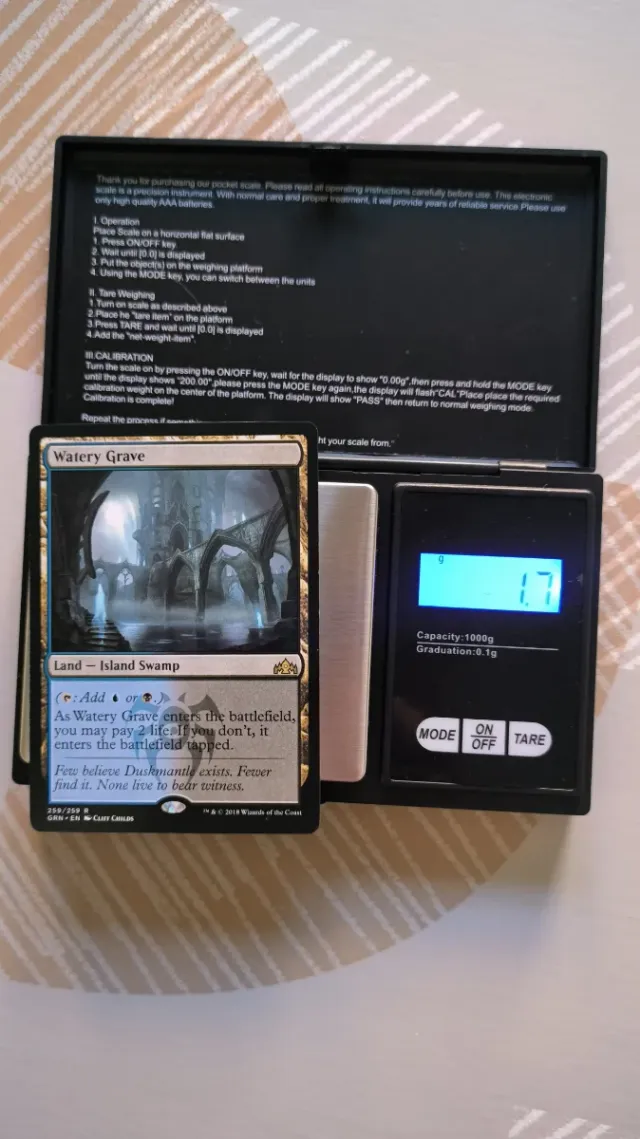 Thank you for purchasing our pocket scale. Please read all operating instructions carefully before use. This electronic
scale is a precision instrument. With normal care and proper treatment, it will provide years of reliable service.Please use
only high quality AAA batteries.
I. Operation
Place Scale on a horizontal flat surface
1. Press ON/OFF key
2. Wait until [0.0] is displayed
3. Put the object(s) on the weighing platform
4. Using the MODE key, you can switch between the units
II. Tare Weighing
1.Turn on scale as described above
2.Place he "tare item" on the platform
3.Press TARE and wait until [0.0] is displayed
4.Add the "net-weight-item".
III.CALIBRATION
Turn the scale on by pressing the ON/OFF key, wait for the display to show "0.00g",then press and hold the MODE key
until the display shows "200.00",please press the MODE key again,the display will flash"CAL"Place place the required
calibration weight on the center of the platform. The display will show "PASS" then return to normal weighing mode.
Calibration is complete!
Repeat the process if
ht your scale from."
Watery Grave
Land — Island Swamp
(: Add or .)
As Watery Grave enters the battlefield,
you may pay 2 life. If you don't, it
enters the battlefield tapped.
Few believe Duskmantle exists. Fewer
find it. None live to bear witness.
259/259 R
GRN • EN Cliff Childs
™ & © 2018 Wizards of the Coast
g
1.7
Capacity:1000g
Graduation:0.1g
MODE
ON
OFF
TARE